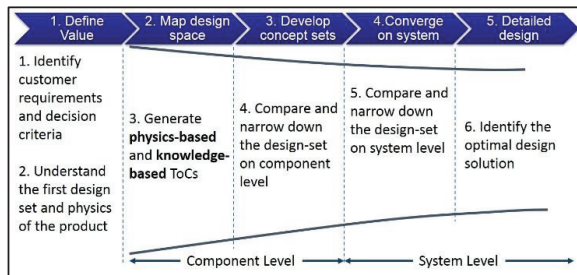 1. Define
Value
2. Map design
space
3. Develop
concept sets
4.Converge
on system
5. Detailed
design
1. Identify
customer
requirements
and decision
criteria
2. Understand
the first design
set and physics
of the product
3. Generate
physics-based
and knowledge-
based ToCs
4. Compare and
narrow down
the design-set
on component
level
5. Compare and
narrow down
the design-set
on system level
6. Identify the
optimal design
solution
Component Level
System Level